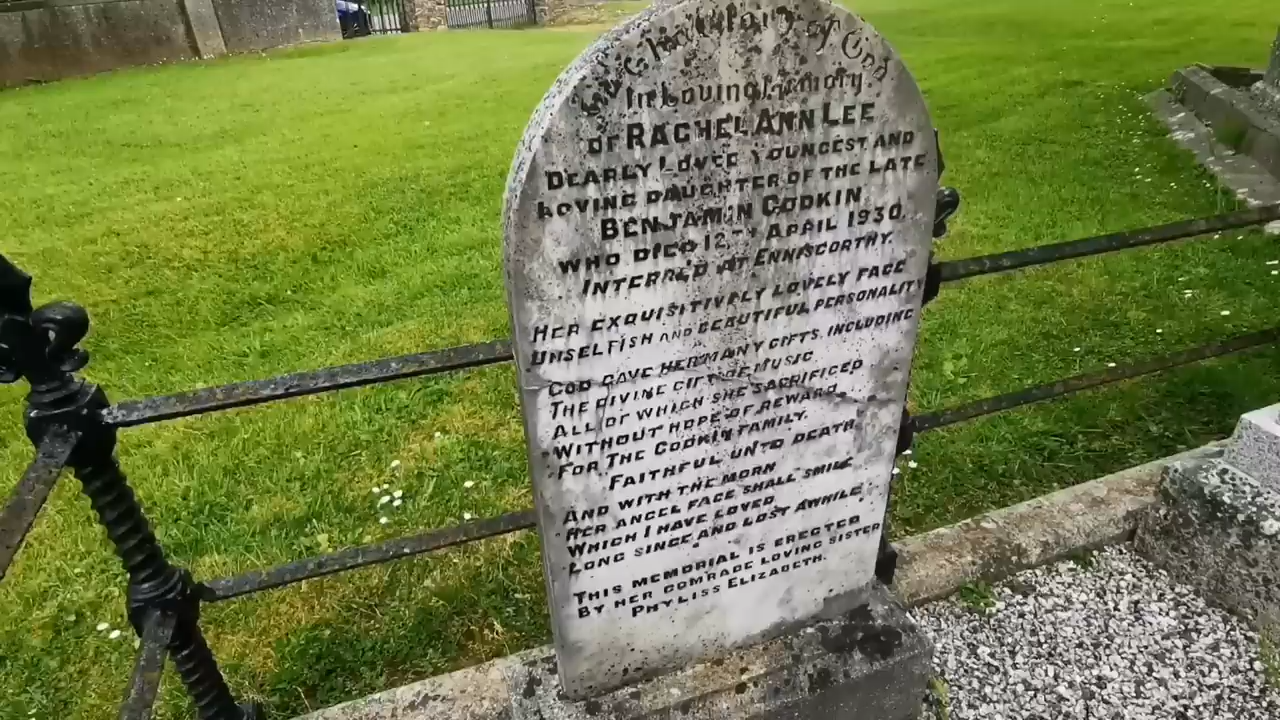 of God
In Loving Memory
OF RACHEL ANN LEE
DEARLY LOVED YOUNGEST AND
LOVING DAUGHTER OF THE LATE
BENJAMIN GODKIN
WHO DIED 12TH APRIL 1930.
INTERRED AT ENNISCORTHY.
HER EXQUISITIVELY LOVELY FACE
UNSELFISH AND BEAUTIFUL PERSONALITY
GOD GAVE HER MANY GIFTS, INCLUDING
THE DIVINE GIFT OF MUSIC
ALL OF WHICH SHE SACRIFICED
WITHOUT HOPE OF REWARD
FOR THE GODKIN FAMILY.
FAITHFUL UNTO DEATH
AND WITH THE MORN
HER ANGEL FACE SHALL SMILE
WHICH I HAVE LOVED
LONG SINCE AND LOST AWHILE
THIS MEMORIAL IS ERECTED
BY HER COMRADE LOVING SISTER
PHYLISS ELIZABETH.